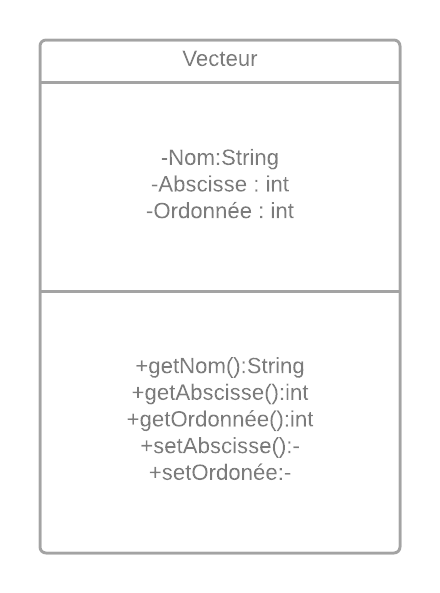 Vecteur
-Nom:String
-Abscisse : int
-Ordonnée : int
+getNom():String
+getAbscisse():int
+getOrdonnée():int
+setAbscisse():-
+setOrdonée:-